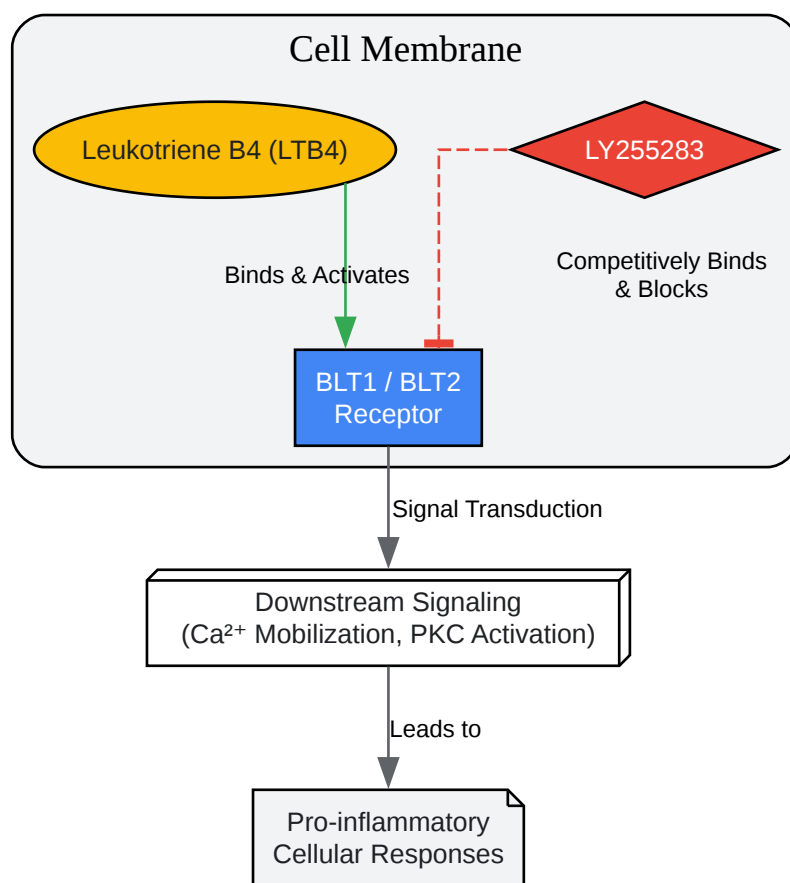 Cell Membrane
Leukotriene B4 (LTB4)
LY255283
Binds & Activates
Competitively Binds
& Blocks
BLT1 / BLT2
Receptor
Signal Transduction
Downstream Signaling
(Ca²⁺ Mobilization, PKC Activation)
Leads to
Pro-inflammatory
Cellular Responses